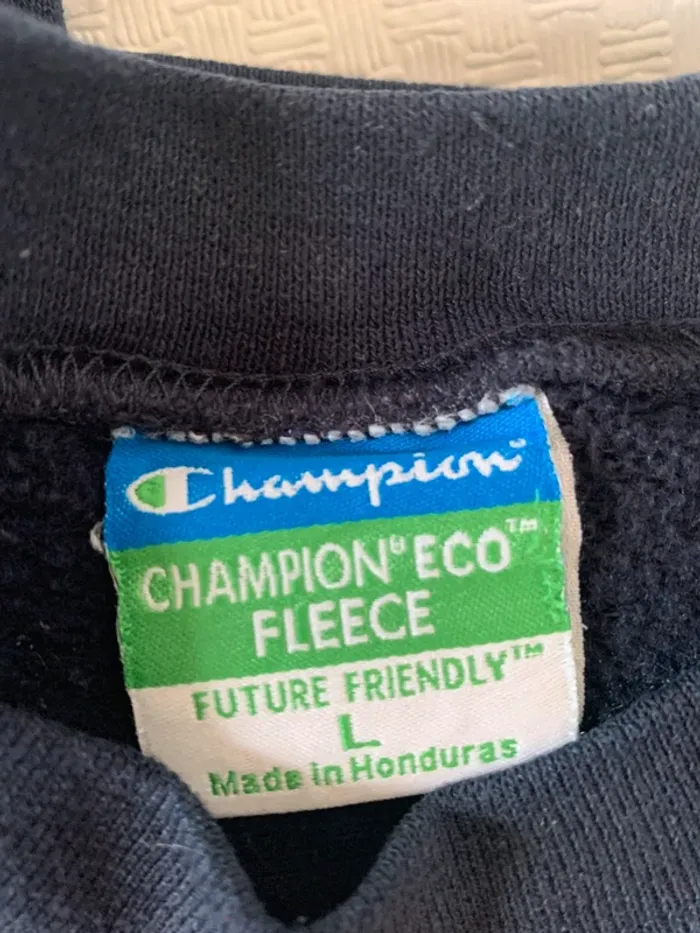 Champion®
CHAMPION® ECO™
FLEECE
FUTURE FRIENDLY™
L
Made in Honduras